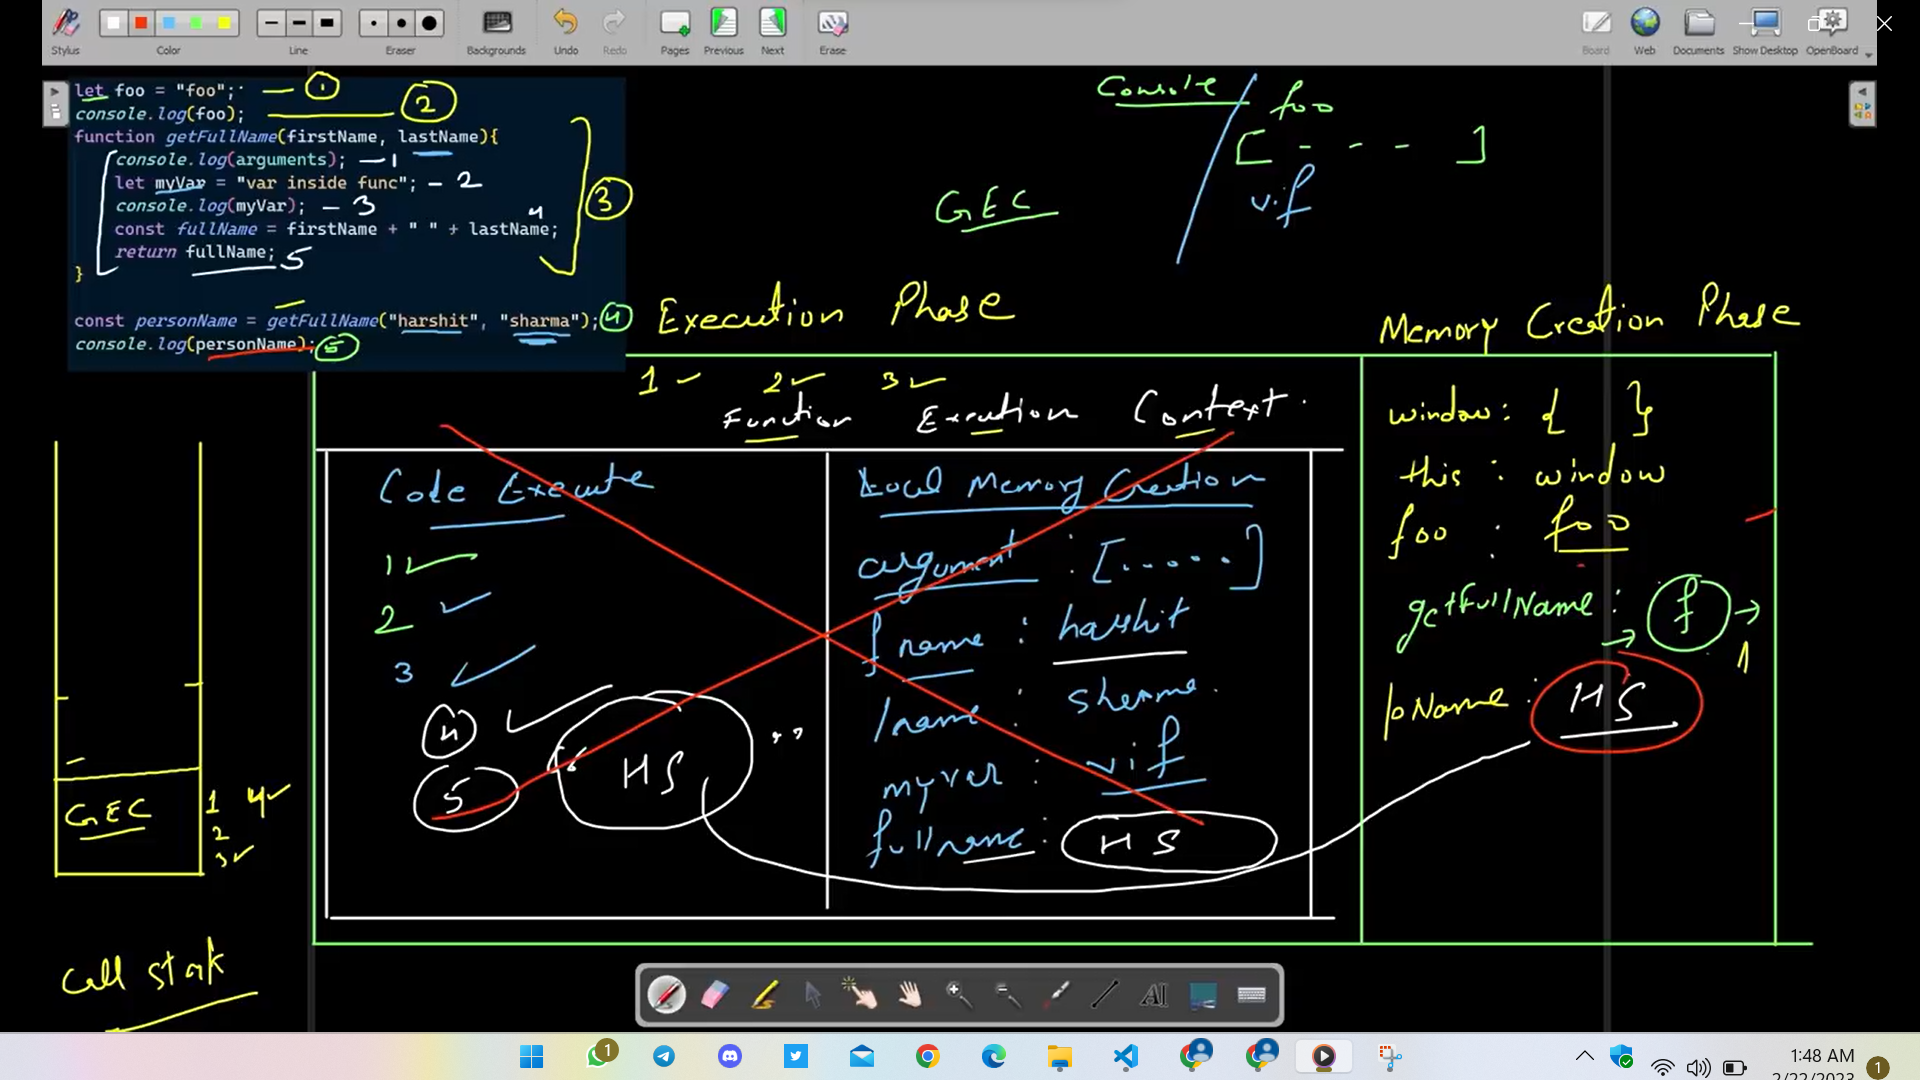 Stylus Color Line Eraser Backgrounds Undo Redo Pages Previous Next Erase Board Web Documents Show Desktop OpenBoard
let foo = "foo"; 1
console.log(foo); 2
function getFullName(firstName, lastName){
console.log(arguments); - 1
let myVar = "var inside func"; - 2
console.log(myVar); - 3
const fullName = firstName + " " + lastName; 4
return fullName; 5
}
3
const personName = getFullName("harshit", "sharma"); 4
console.log(personName); 5
Console
foo
[ - - - ]
vif
GEC
Execution Phase
Memory Creation Phase
1 ✓ 2 ✓ 3 ✓
Function Execution Context.
Code Execute
1 ✓
2 ✓
3 ✓
4 ✓
5
"HS"
Local Memory Creation
argument : [.....]
fname : harshit
lname : sharma.
myvar : vif
fullname : HS
window: { }
this : window
foo : foo
getFullName: f →
1
pName: HS
GEC
1 4 ✓
2
3 ✓
Call stack
1
1:48 AM
2/22/2023
1